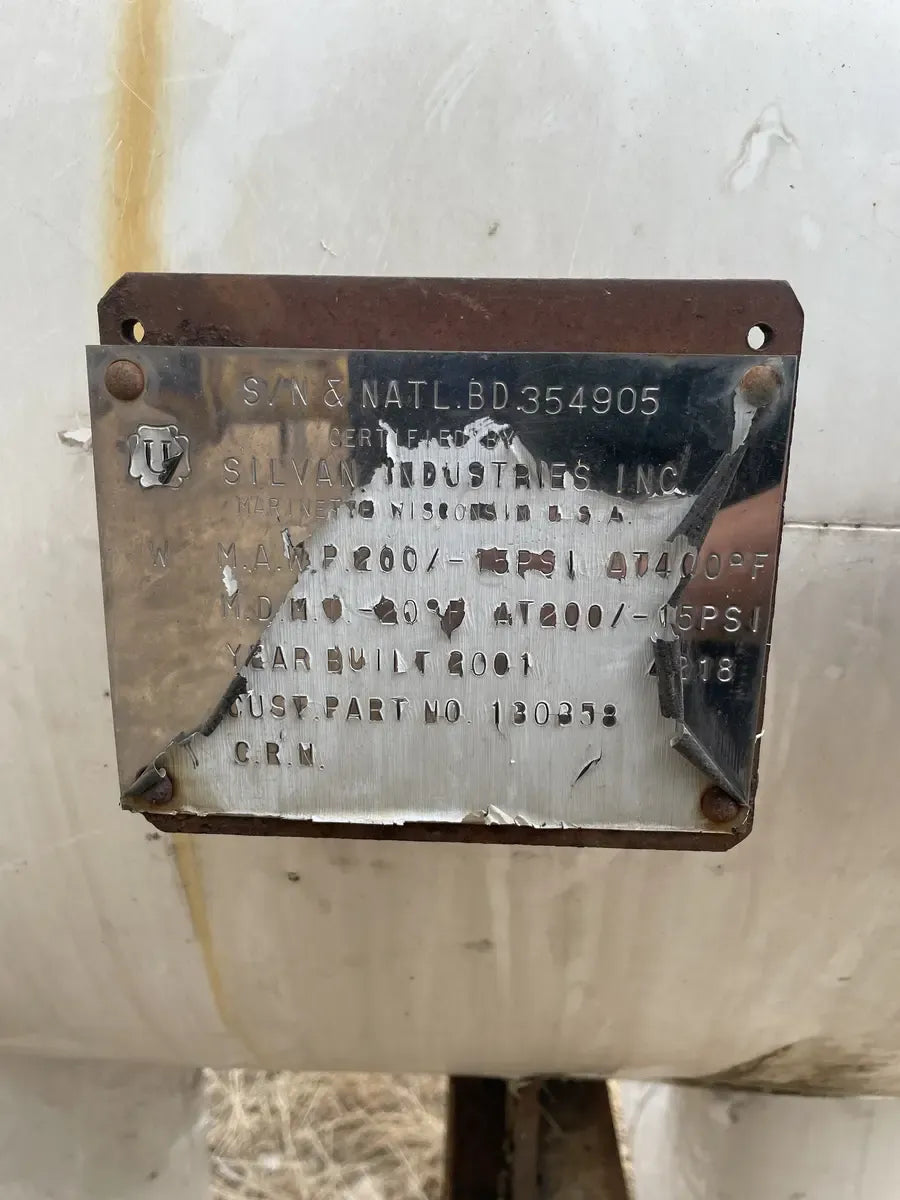 S/N & NATL.BD.354905
CERTIFIED BY
U
SILVAN INDUSTRIES INC
MARINETTE WISCONSIN U.S.A.
W M.A.W.P.200/-15PSI AT400°F
M.D.M.T.-20°F AT200/-15PSI
YEAR BUILT 2001
CUST.PART NO. 130358
C.R.N.